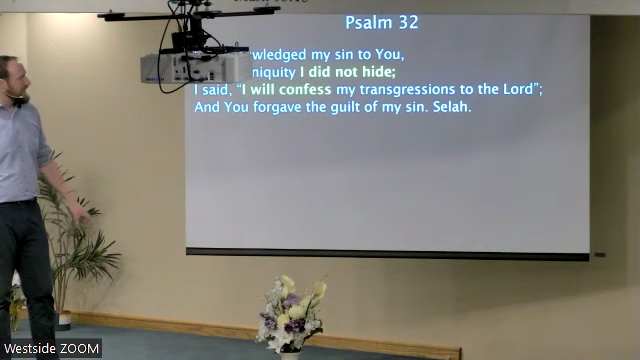 Psalm 32
wledged my sin to You,
niquity I did not hide;
I said, “I will confess my transgressions to the Lord”;
And You forgave the guilt of my sin. Selah.
Westside ZOOM